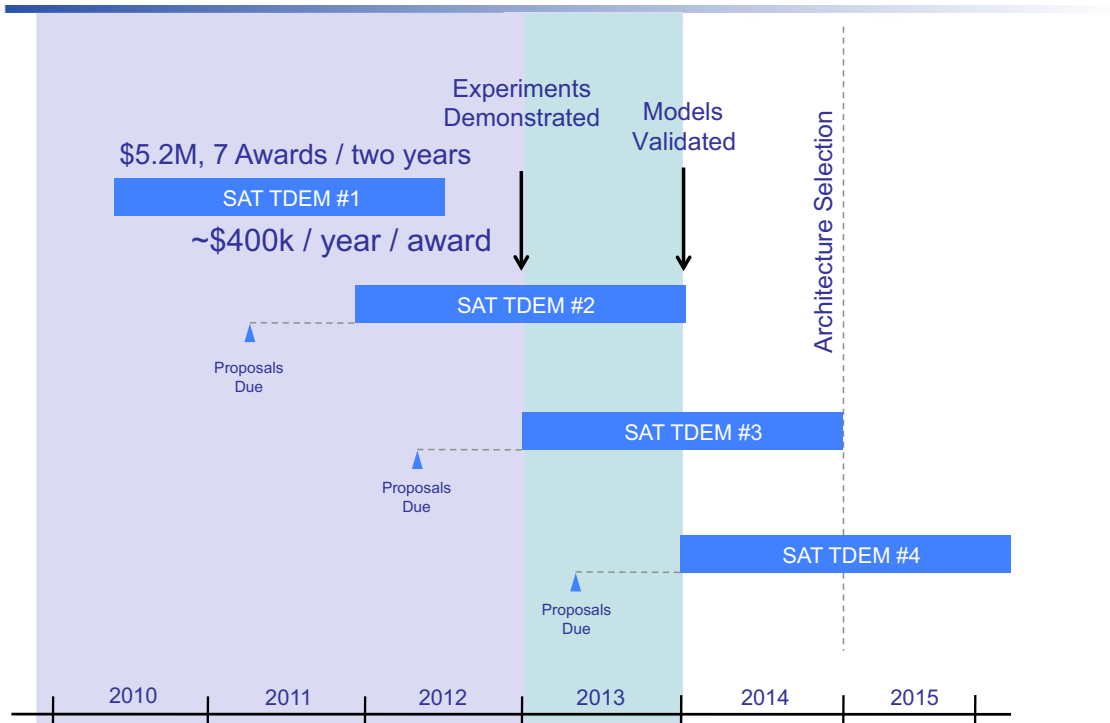 Experiments
Demonstrated
Models
Validated
Architecture Selection
$5.2M, 7 Awards / two years
SAT TDEM #1
~$400k / year / award
SAT TDEM #2
Proposals
Due
SAT TDEM #3
Proposals
Due
SAT TDEM #4
Proposals
Due
2010 2011 2012 2013 2014 2015